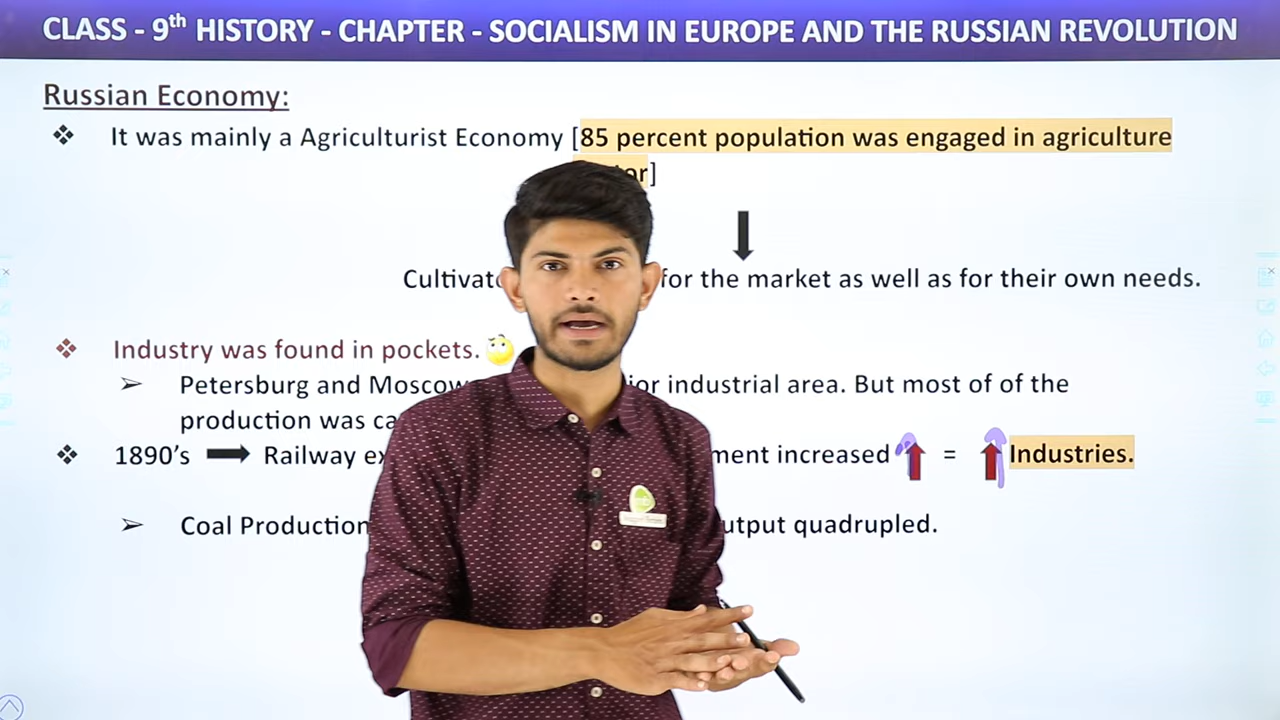 CLASS - 9th HISTORY - CHAPTER - SOCIALISM IN EUROPE AND THE RUSSIAN REVOLUTION
Russian Economy:
❖ It was mainly a Agriculturist Economy [85 percent population was engaged in agriculture
]
for the market as well as for their own needs.
❖ Industry was found in pockets.
➢ Petersburg and Moscow industrial area. But most of of the
production was
❖ 1890's Railway increased = Industries.
➢ Coal Production quadrupled.